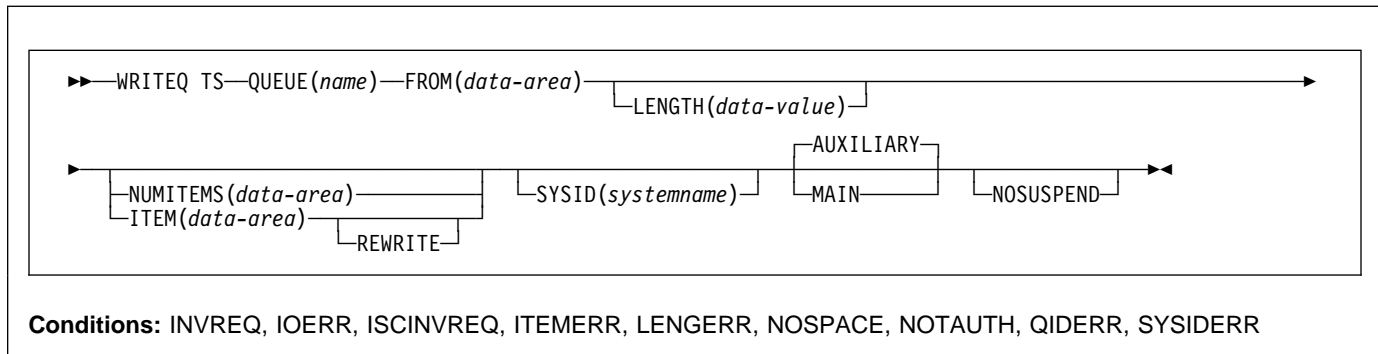 WRITEQ TS QUEUE(name) FROM(data-area)
LENGTH(data-value)
AUXILIARY
NUMITEMS(data-area) SYSID(systemname) MAIN NOSUSPEND
ITEM(data-area)
REWRITE
Conditions: INVREQ, IOERR, ISCINVREQ, ITEMERR, LENGERR, NOSPACE, NOTAUTH, QIDERR, SYSIDERR